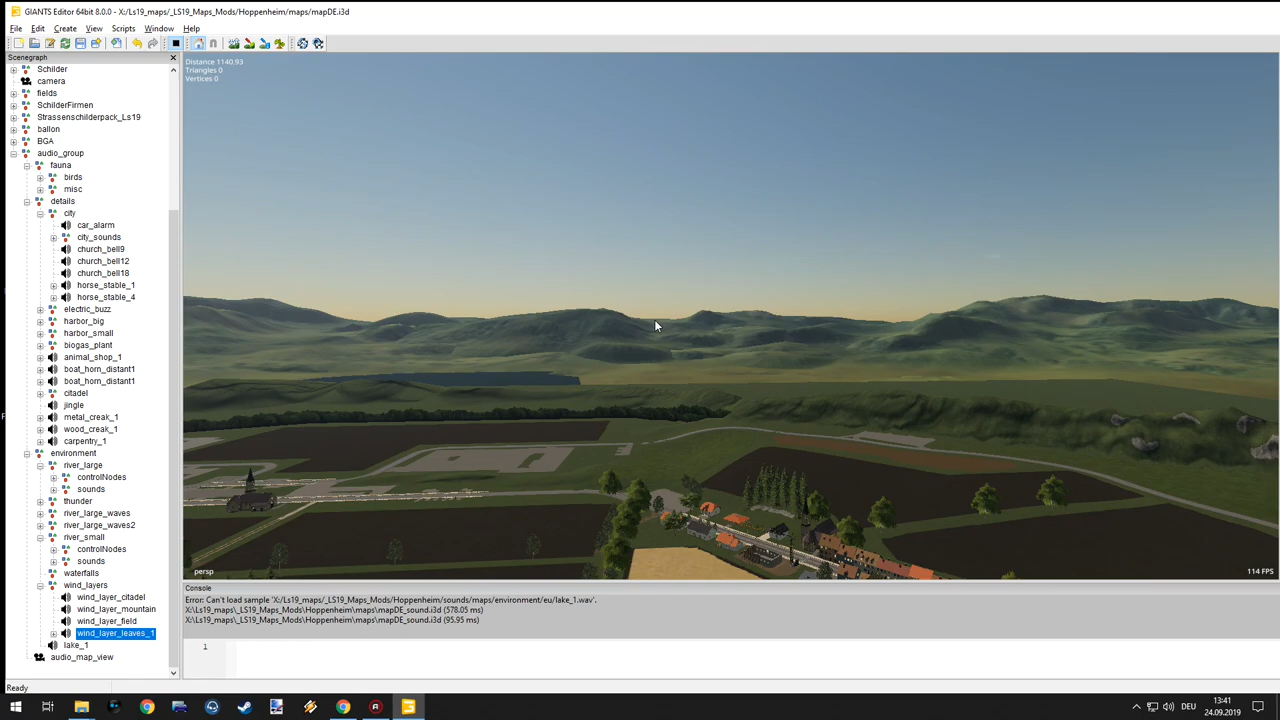 GIANTS Editor 64bit 8.0.0 - X:/Ls19_maps/_LS19_Maps_Mods/Hoppenheim/maps/mapDE.i3d
File Edit Create View Scripts Window Help
Scenegraph
Schilder
camera
fields
SchilderFirmen
Strassenschilderpack_Ls19
ballon
BGA
audio_group
fauna
birds
misc
details
city
car_alarm
city_sounds
church_bell9
church_bell12
church_bell18
horse_stable_1
horse_stable_4
electric_buzz
harbor_big
harbor_small
biogas_plant
animal_shop_1
boat_horn_distant1
boat_horn_distant1
citadel
jingle
metal_creak_1
wood_creak_1
carpentry_1
environment
river_large
controlNodes
sounds
thunder
river_large_waves
river_large_waves2
river_small
controlNodes
sounds
waterfalls
wind_layers
wind_layer_citadel
wind_layer_mountain
wind_layer_field
wind_layer_leaves_1
lake_1
audio_map_view
Distance 1140.93
Triangles 0
Vertices 0
persp
114 FPS
Console
Error: Can't load sample 'X:/Ls19_maps/_LS19_Maps_Mods/Hoppenheim/sounds/maps/environment/eu/lake_1.wav'.
X:\Ls19_maps\_LS19_Maps_Mods\Hoppenheim\maps\mapDE_sound.i3d (578.05 ms)
X:\Ls19_maps\_LS19_Maps_Mods\Hoppenheim\maps\mapDE_sound.i3d (95.95 ms)
1
Ready
DEU
13:41
24.09.2019